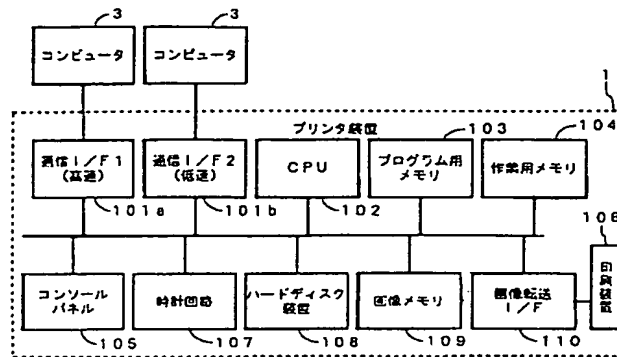 3
3
コンピュータ
コンピュータ
1
プリンタ装置
103
104
通信I/F1
(高速)
通信I/F2
(低速)
CPU
プログラム用
メモリ
作業用メモリ
101a
101b
102
106
コンソール
パネル
時計回路
ハードディスク
装置
画像メモリ
画像転送
I/F
印刷装置
105
107
108
109
110